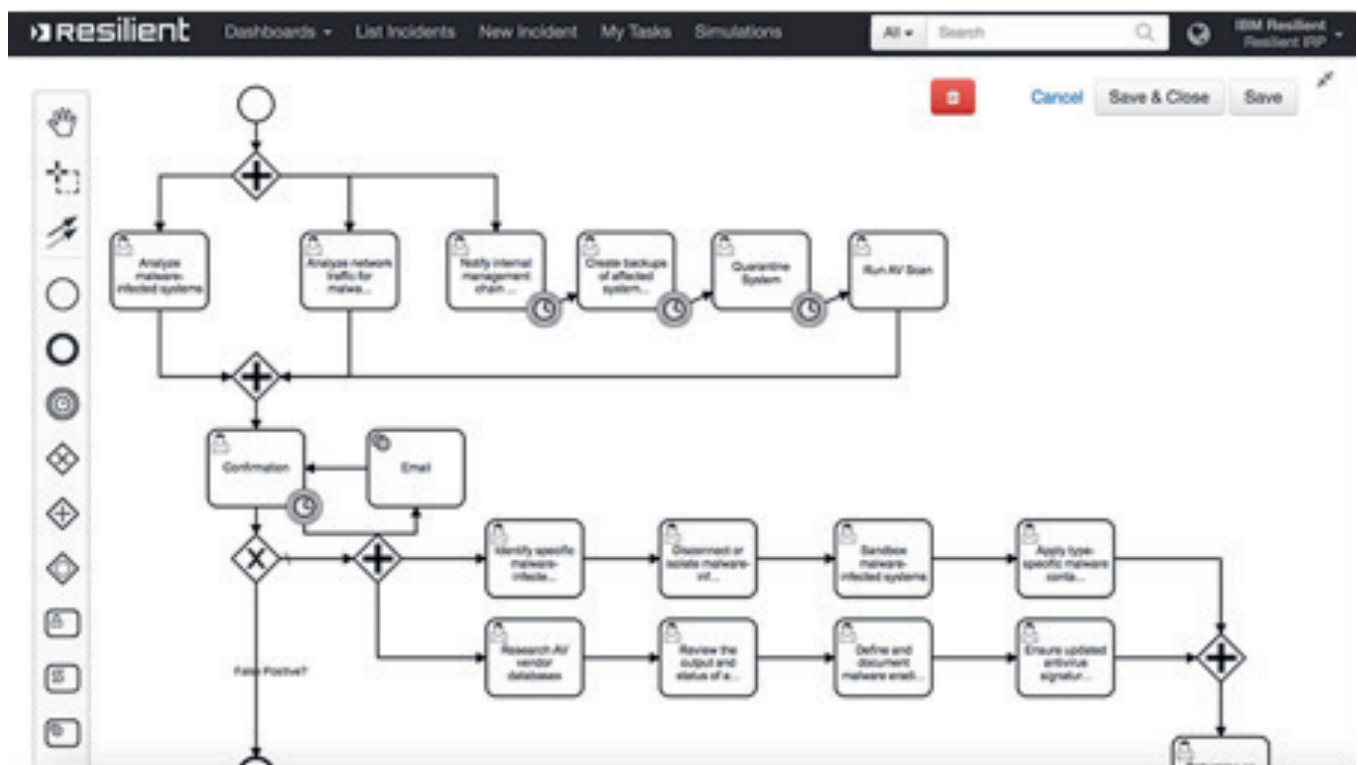 Resilient
Dashboards
List Incidents
New Incident
My Tasks
Simulations
All
Search
IBM Resilient
Resilient IRP
Cancel
Save & Close
Save
Analyze
malware-
infected systems
Analyze network
traffic for
malwa...
Notify internal
management
chain ...
Create backups
of affected
system...
Quarantine
System
Run AV Scan
Confirmation
Email
Identify specific
malware-
infecte...
Disconnect or
isolate malware-
inf...
Sandbox
malware-
infected systems
Apply type-
specific malware
conta...
False Postive?
Research AV
vendor
databases
Review the
output and
status of a...
Define and
document
malware eradi...
Ensure updated
antivirus
signatur...